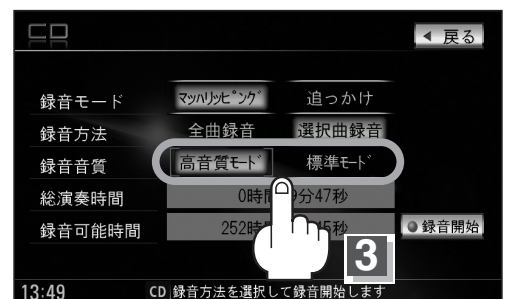 CD
◀ 戻る
録音モード マッハリッピング 追っかけ
録音方法 全曲録音 選択曲録音
録音音質 高音質モード 標準モード
総演奏時間 0時 9分47秒
録音可能時間 252時 5秒
録音開始
3
13:49 CD 録音方法を選択して録音開始します